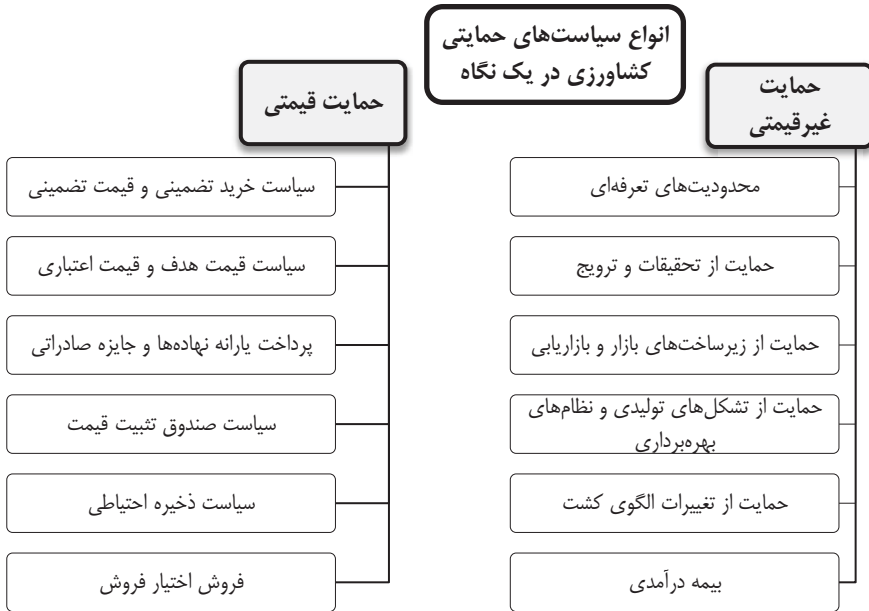 انواع سیاست‌های حمایتی
کشاورزی در یک نگاه
حمایت
غیرقیمتی
محدودیت‌های تعرفه‌ای
حمایت از تحقیقات و ترویج
حمایت از زیرساخت‌های بازار و بازاریابی
حمایت از تشکل‌های تولیدی و نظام‌های
بهره‌برداری
حمایت از تغییرات الگوی کشت
بیمه درآمدی
حمایت قیمتی
سیاست خرید تضمینی و قیمت تضمینی
سیاست قیمت هدف و قیمت اعتباری
پرداخت یارانه نهاده‌ها و جایزه صادراتی
سیاست صندوق تثبیت قیمت
سیاست ذخیره احتیاطی
فروش اختیار فروش